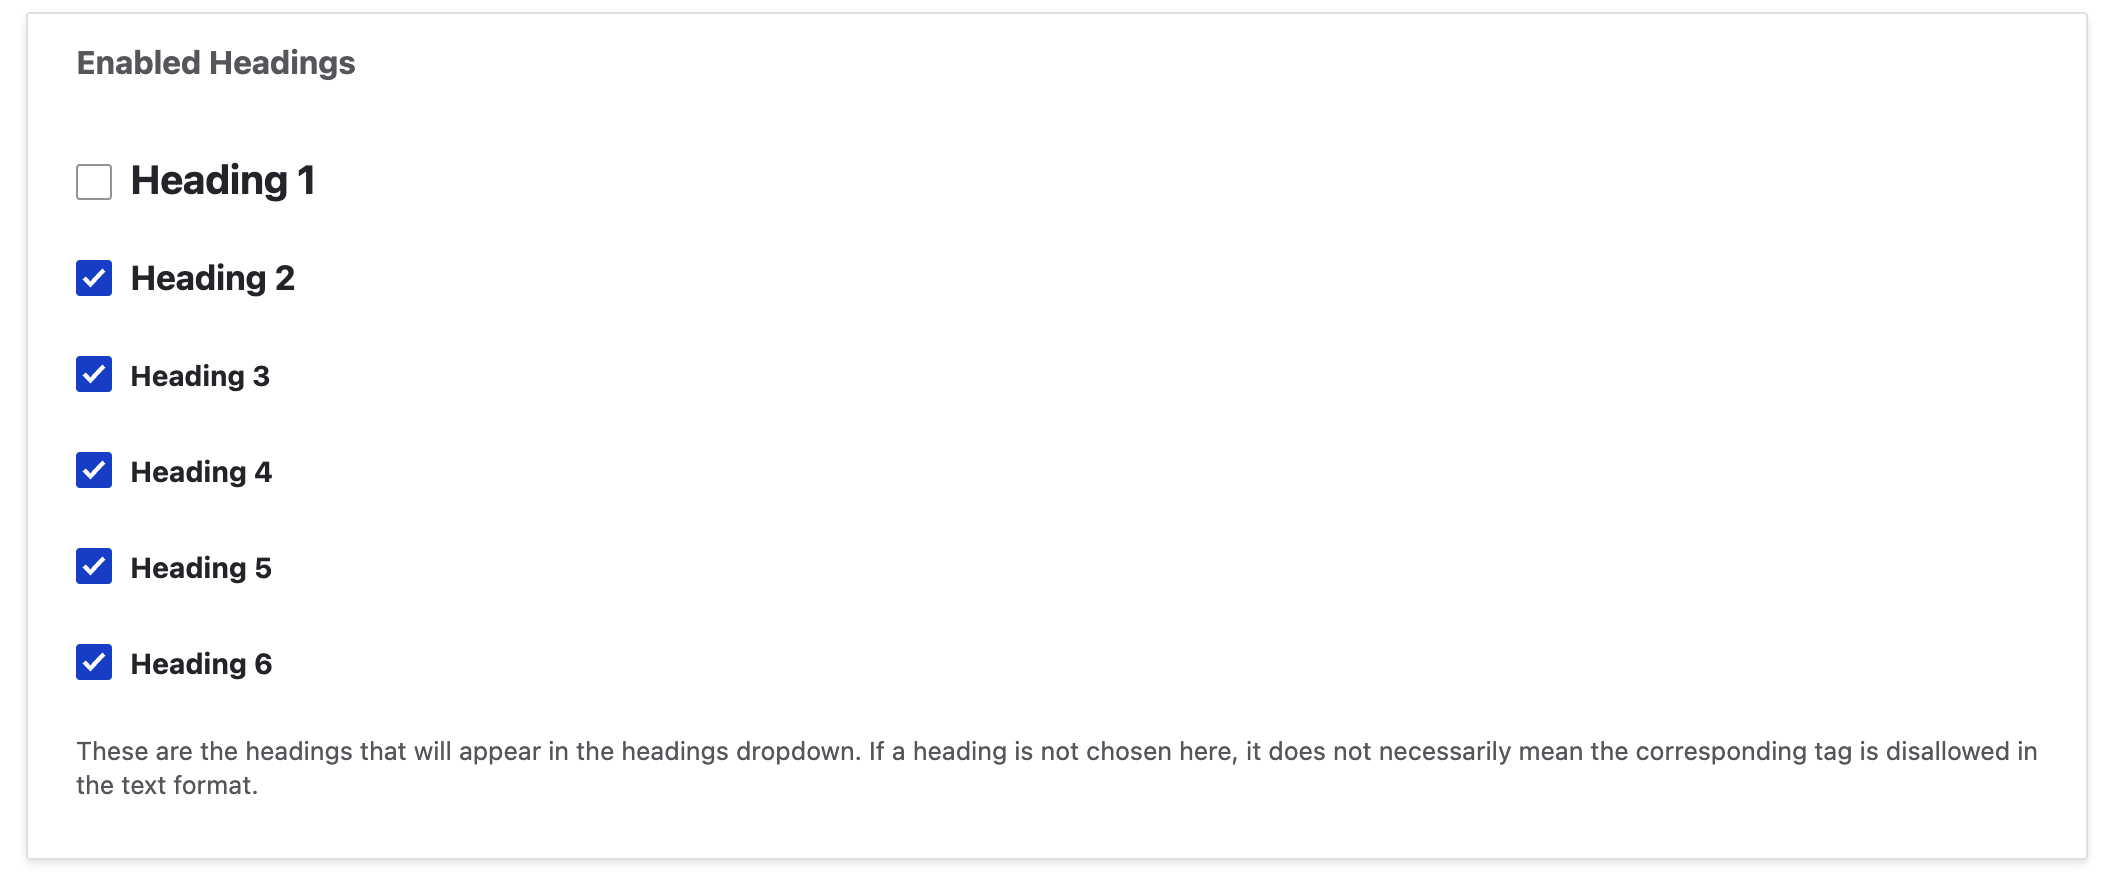 Enabled Headings
Heading 1
Heading 2
Heading 3
Heading 4
Heading 5
Heading 6
These are the headings that will appear in the headings dropdown. If a heading is not chosen here, it does not necessarily mean the corresponding tag is disallowed in
the text format.